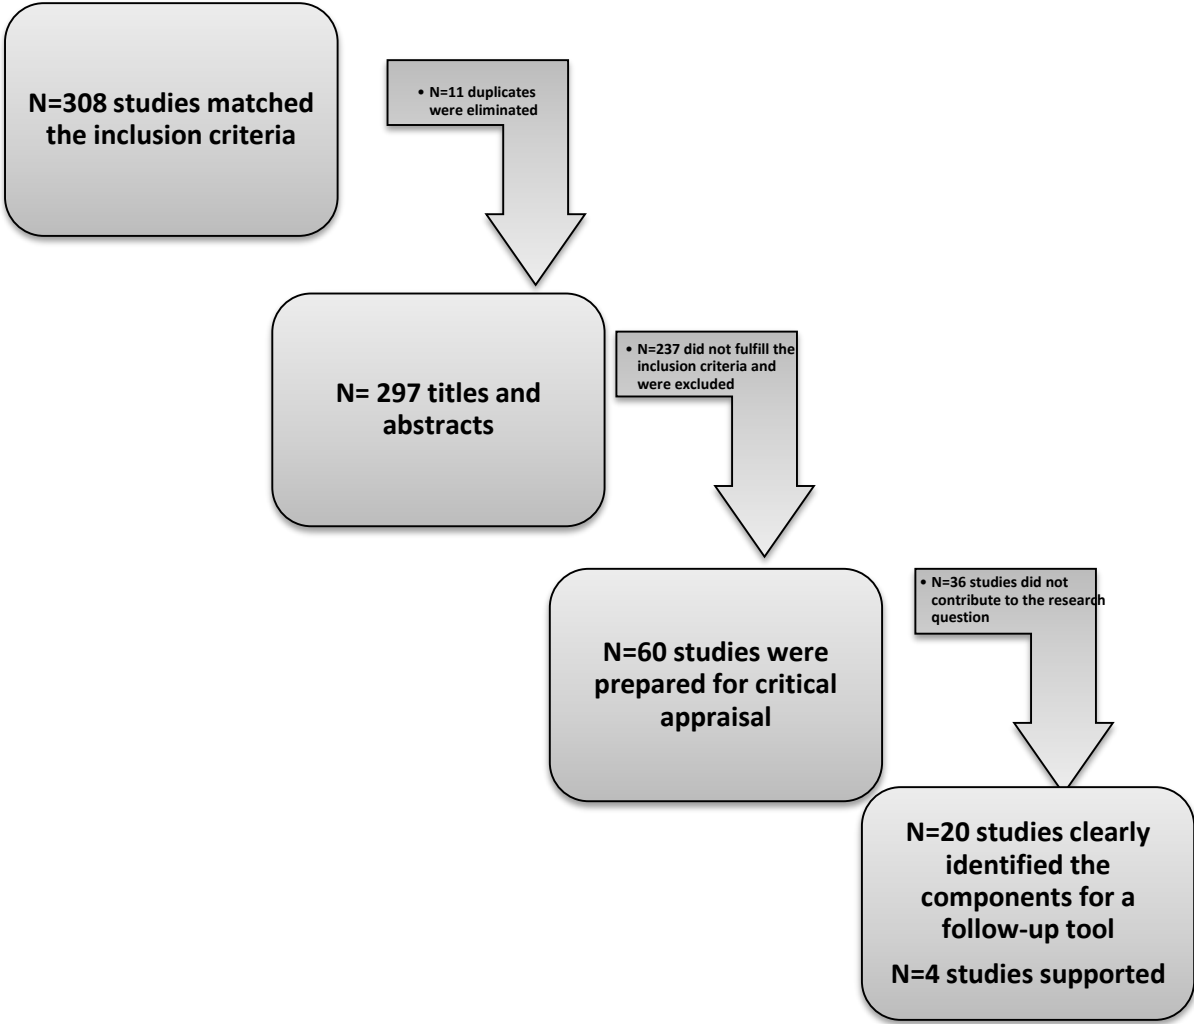 N=308 studies matched
the inclusion criteria
• N=11 duplicates
were eliminated
N= 297 titles and
abstracts
• N=237 did not fulfill the
inclusion criteria and
were excluded
N=60 studies were
prepared for critical
appraisal
• N=36 studies did not
contribute to the research
question
N=20 studies clearly
identified the
components for a
follow-up tool
N=4 studies supported